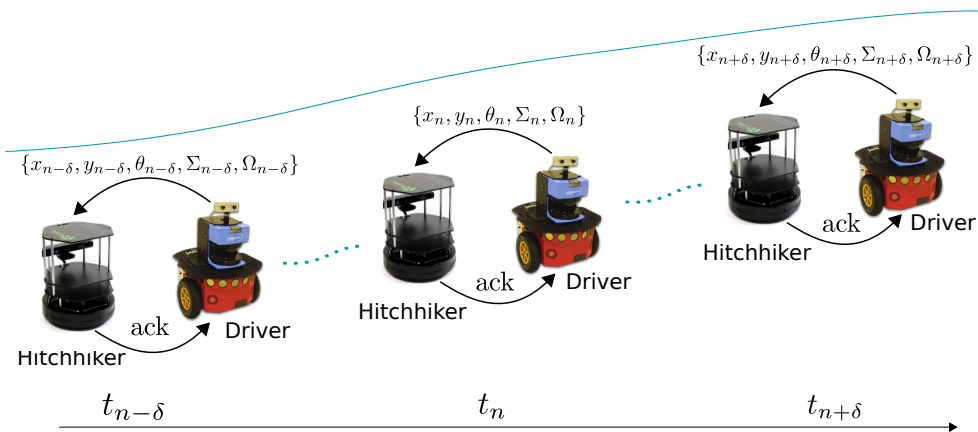 {x_{n+δ}, y_{n+δ}, θ_{n+δ}, Σ_{n+δ}, Ω_{n+δ}}
{x_n, y_n, θ_n, Σ_n, Ω_n}
{x_{n−δ}, y_{n−δ}, θ_{n−δ}, Σ_{n−δ}, Ω_{n−δ}}
ack
Hitchhiker
Driver
ack
Hitchhiker
Driver
ack
Hitchhiker
Driver
t_{n−δ}
t_n
t_{n+δ}